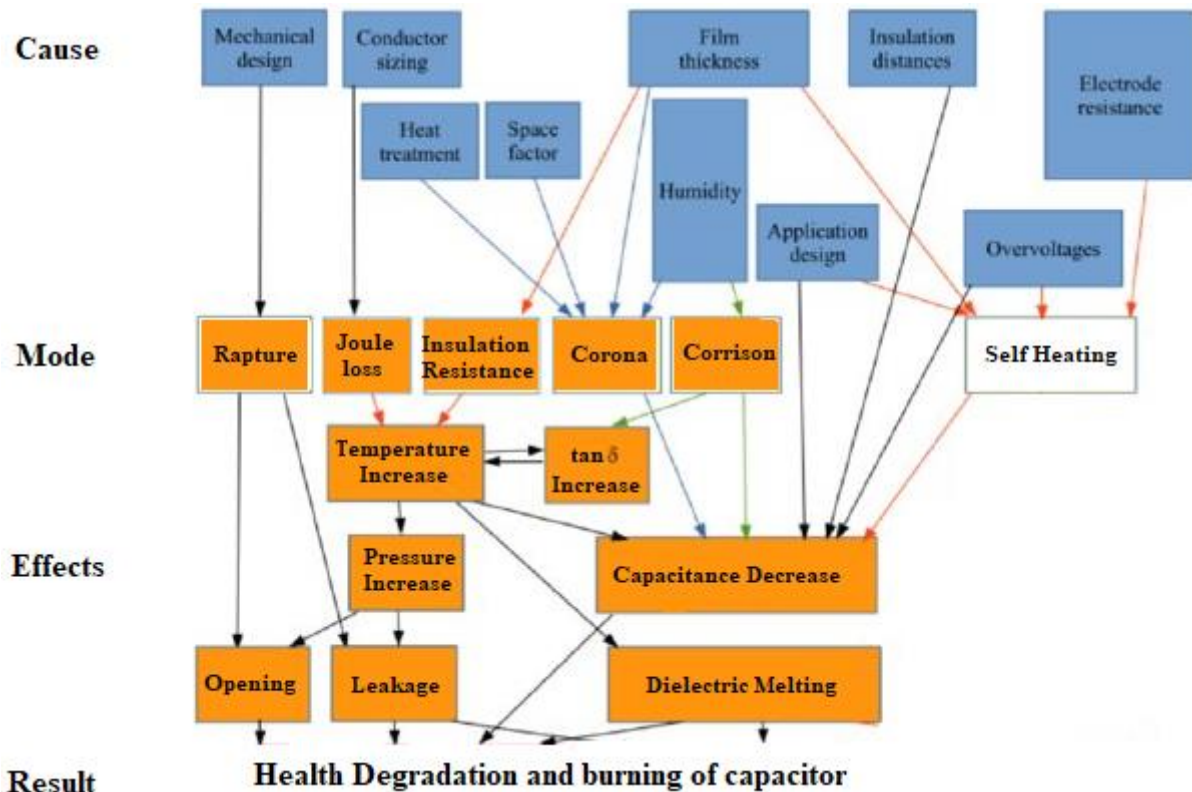 Cause
Mechanical
design
Conductor
sizing
Film
thickness
Insulation
distances
Electrode
resistance
Heat
treatment
Space
factor
Humidity
Application
design
Overvoltages
Mode
Rapture
Joule
loss
Insulation
Resistance
Corona
Corrison
Self Heating
Temperature
Increase
tan δ
Increase
Effects
Pressure
Increase
Capacitance Decrease
Opening
Leakage
Dielectric Melting
Result
Health Degradation and burning of capacitor